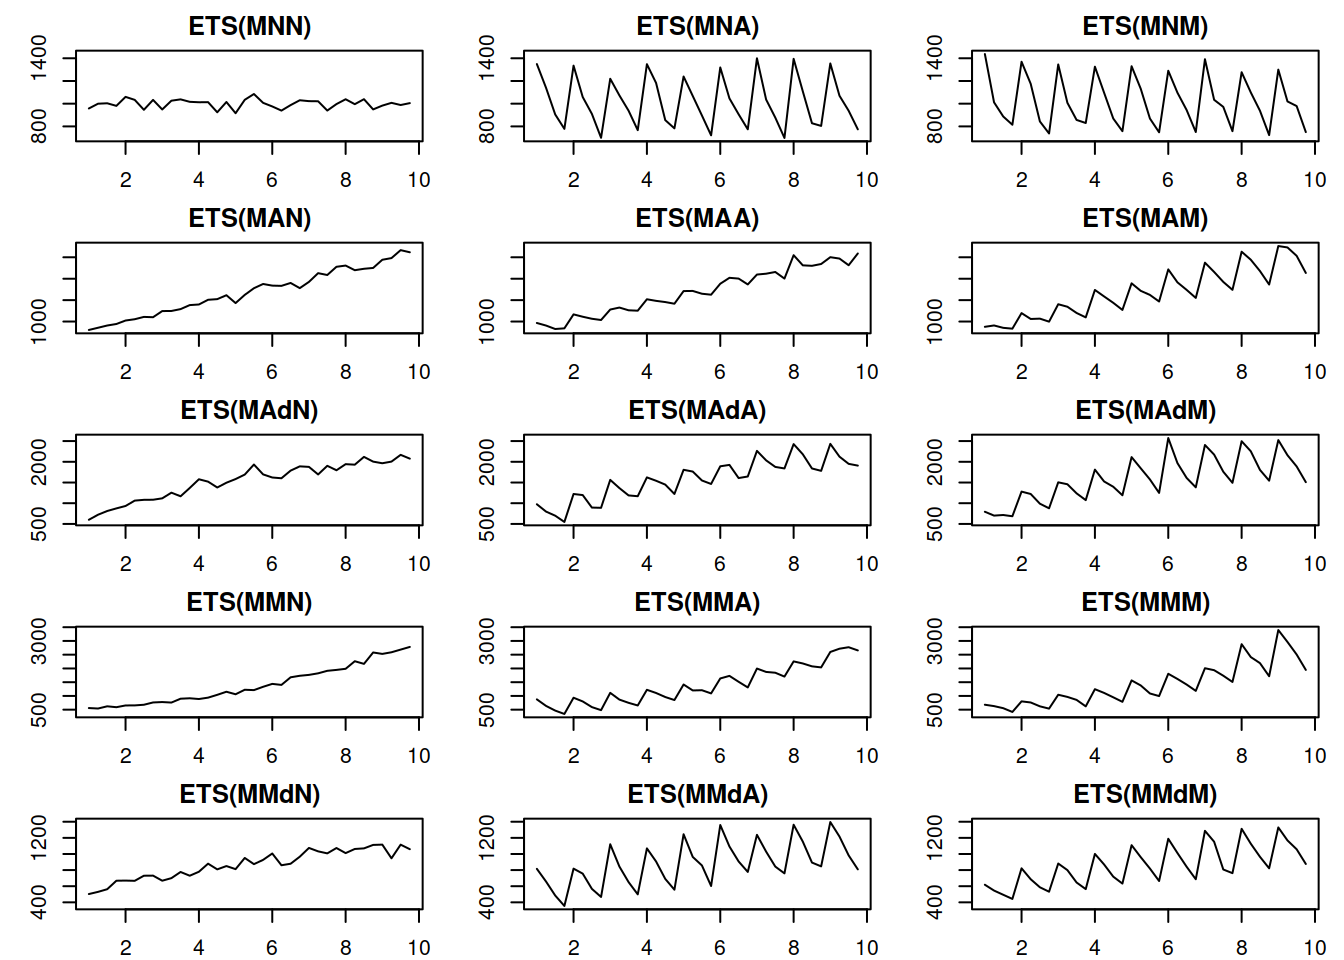 ETS(MNN) ETS(MNA) ETS(MNM)
800 1400 800 1400 800 1400
2 4 6 8 10 2 4 6 8 10 2 4 6 8 10
ETS(MAN) ETS(MAA) ETS(MAM)
1000 1000 1000
2 4 6 8 10 2 4 6 8 10 2 4 6 8 10
ETS(MAdN) ETS(MAdA) ETS(MAdM)
500 2000 500 2000 500 2000
2 4 6 8 10 2 4 6 8 10 2 4 6 8 10
ETS(MMN) ETS(MMA) ETS(MMM)
500 3000 500 3000 500 3000
2 4 6 8 10 2 4 6 8 10 2 4 6 8 10
ETS(MMdN) ETS(MMdA) ETS(MMdM)
400 1200 400 1200 400 1200
2 4 6 8 10 2 4 6 8 10 2 4 6 8 10